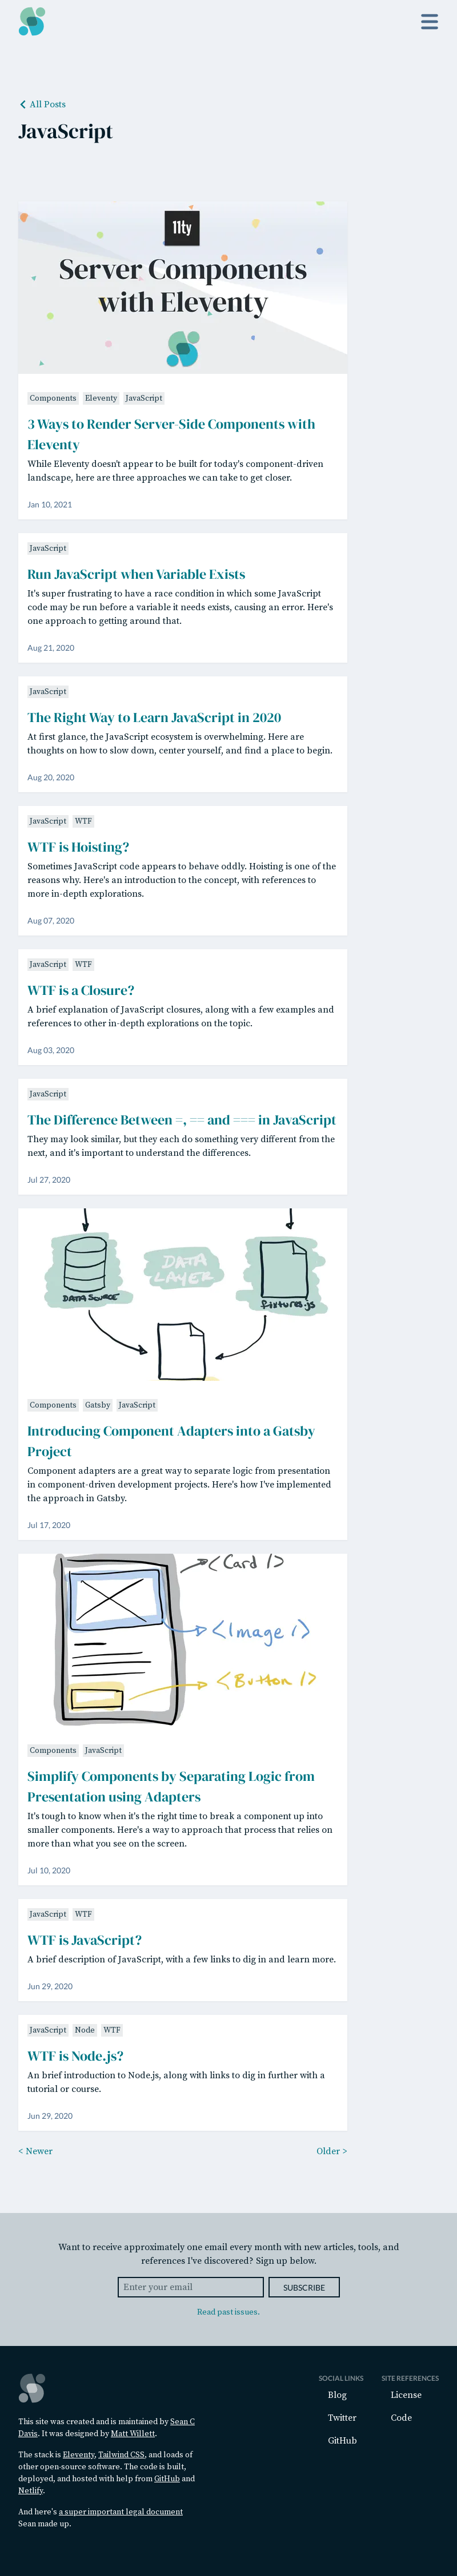 All Posts
JavaScript
11ty
Server Components
with Eleventy
Components Eleventy JavaScript
3 Ways to Render Server-Side Components with
Eleventy
While Eleventy doesn't appear to be built for today's component-driven
landscape, here are three approaches we can take to get closer.
Jan 10, 2021
JavaScript
Run JavaScript when Variable Exists
It's super frustrating to have a race condition in which some JavaScript
code may be run before a variable it needs exists, causing an error. Here's
one approach to getting around that.
Aug 21, 2020
JavaScript
The Right Way to Learn JavaScript in 2020
At first glance, the JavaScript ecosystem is overwhelming. Here are
thoughts on how to slow down, center yourself, and find a place to begin.
Aug 20, 2020
JavaScript WTF
WTF is Hoisting?
Sometimes JavaScript code appears to behave oddly. Hoisting is one of the
reasons why. Here's an introduction to the concept, with references to
more in-depth explorations.
Aug 07, 2020
JavaScript WTF
WTF is a Closure?
A brief explanation of JavaScript closures, along with a few examples and
references to other in-depth explorations on the topic.
Aug 03, 2020
JavaScript
The Difference Between =, == and === in JavaScript
They may look similar, but they each do something very different from the
next, and it's important to understand the differences.
Jul 27, 2020
DATA SOURCE
DATA
LAYER
fixtures.js
Components Gatsby JavaScript
Introducing Component Adapters into a Gatsby
Project
Component adapters are a great way to separate logic from presentation
in component-driven development projects. Here's how I've implemented
the approach in Gatsby.
Jul 17, 2020
<Card />
<Image />
<Button />
Components JavaScript
Simplify Components by Separating Logic from
Presentation using Adapters
It's tough to know when it's the right time to break a component up into
smaller components. Here's a way to approach that process that relies on
more than what you see on the screen.
Jul 10, 2020
JavaScript WTF
WTF is JavaScript?
A brief description of JavaScript, with a few links to dig in and learn more.
Jun 29, 2020
JavaScript Node WTF
WTF is Node.js?
An brief introduction to Node.js, along with links to dig in further with a
tutorial or course.
Jun 29, 2020
< Newer Older >
Want to receive approximately one email every month with new articles, tools, and
references I've discovered? Sign up below.
Enter your email SUBSCRIBE
Read past issues.
This site was created and is maintained by Sean C
Davis. It was designed by Matt Willett.
The stack is Eleventy, Tailwind CSS, and loads of
other open-source software. The code is built,
deployed, and hosted with help from GitHub and
Netlify.
And here's a super important legal document
Sean made up.
SOCIAL LINKS
Blog
Twitter
GitHub
SITE REFERENCES
License
Code